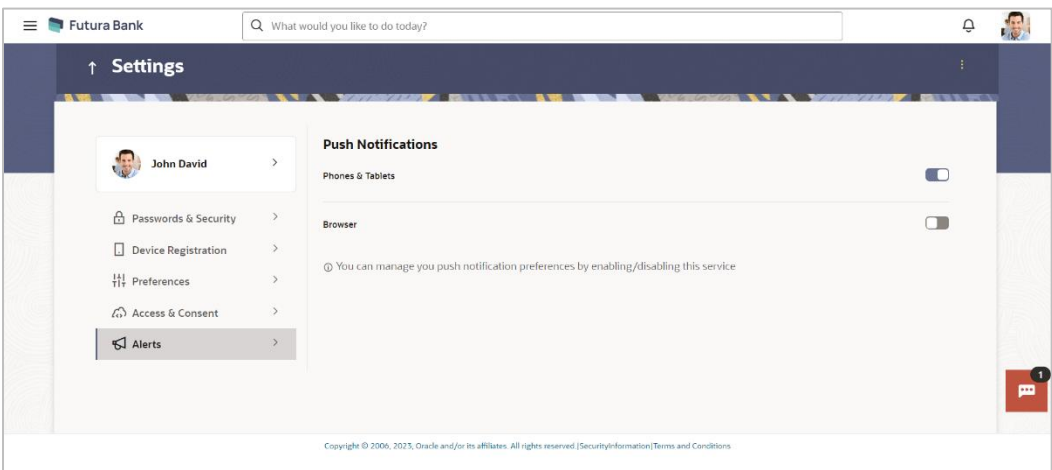 Futura Bank
What would you like to do today?
Settings
John David
Passwords & Security
Device Registration
Preferences
Access & Consent
Alerts
Push Notifications
Phones & Tablets
Browser
You can manage you push notification preferences by enabling/disabling this service
1
Copyright © 2006, 2023, Oracle and/or its affiliates. All rights reserved.|SecurityInformation|Terms and Conditions